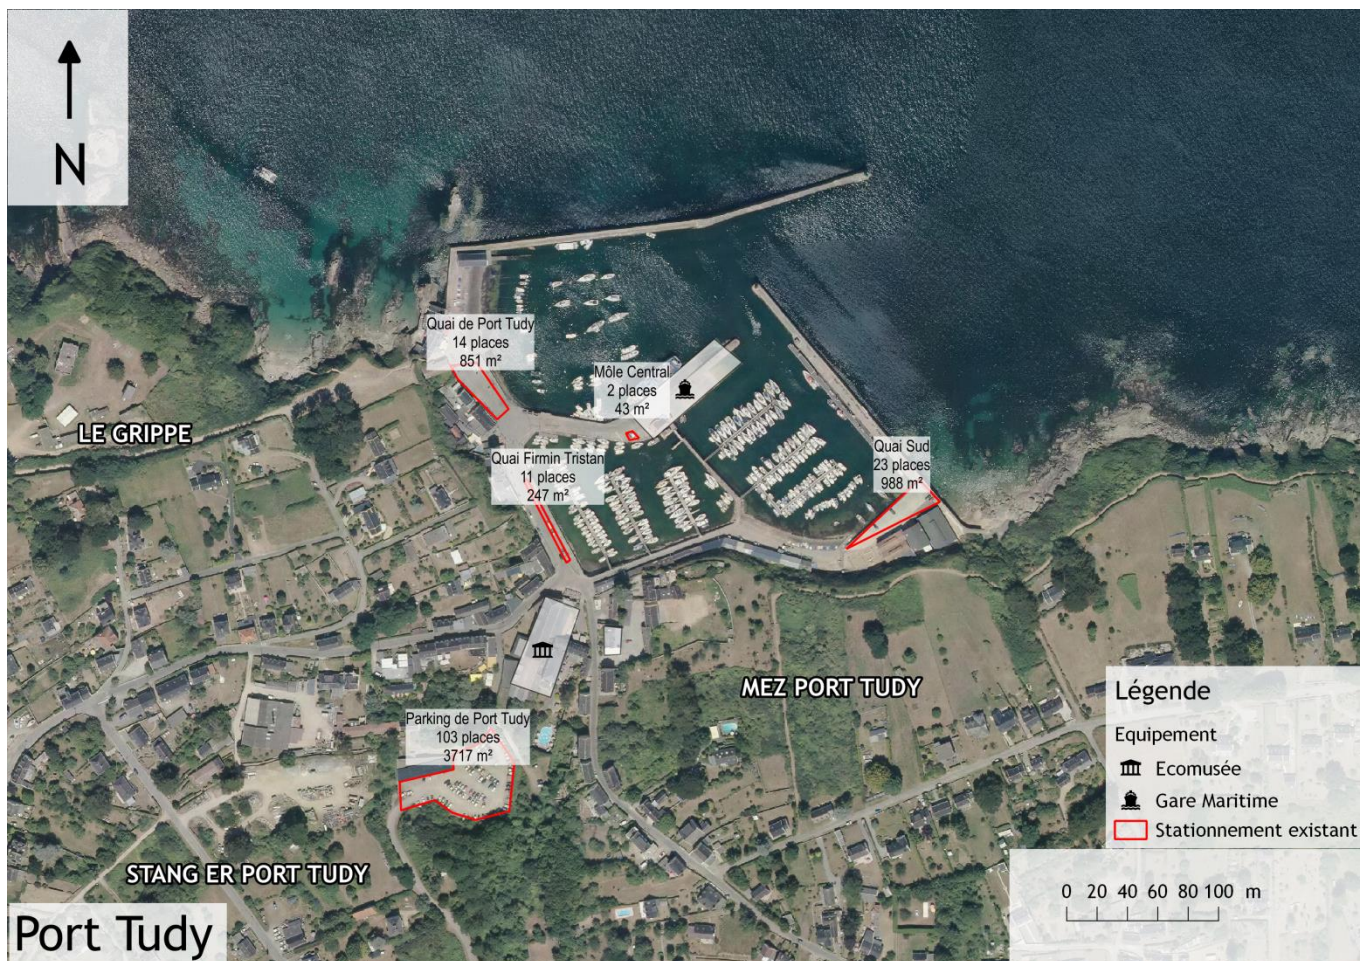 N
Quai de Port Tudy
14 places
851 m²
Môle Central
2 places
43 m²
LE GRIPPE
Quai Firmin Tristan
11 places
247 m²
Quai Sud
23 places
988 m²
MEZ PORT TUDY
Parking de Port Tudy
103 places
3717 m²
STANG ER PORT TUDY
Légende
Equipement
Ecomusée
Gare Maritime
Stationnement existant
0 20 40 60 80 100 m
Port Tudy